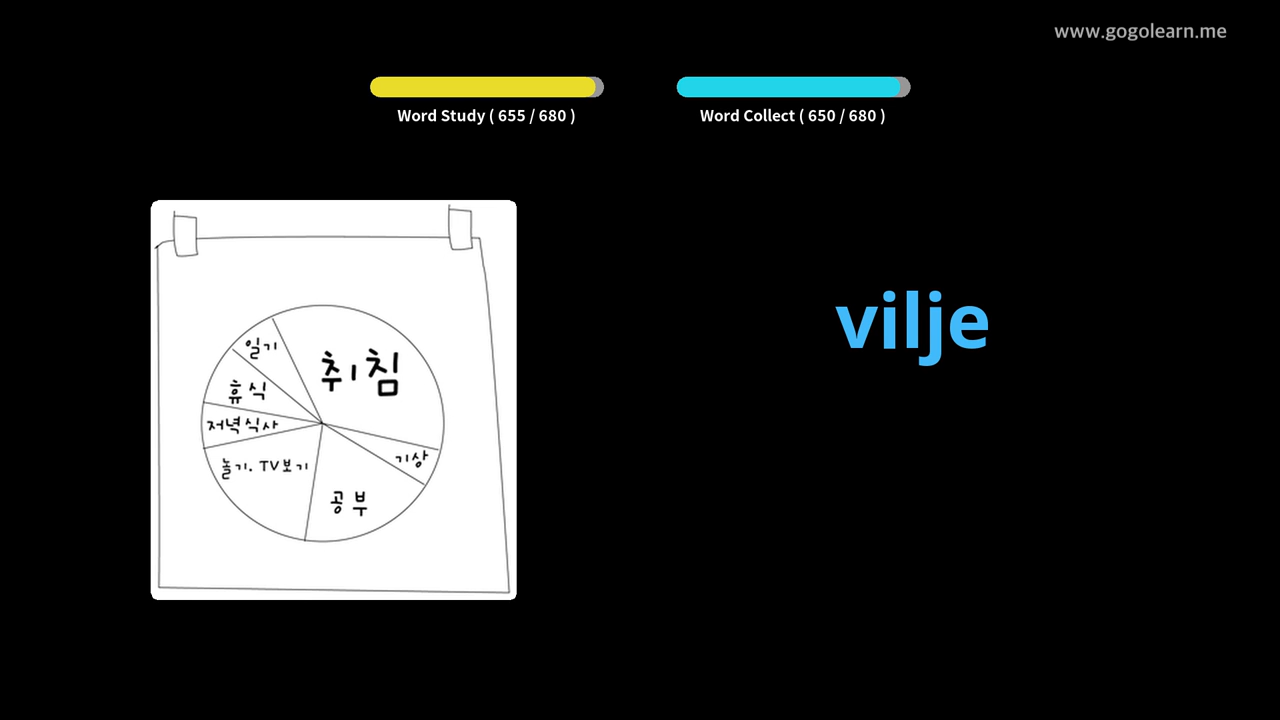 www.gogolearn.me
Word Study ( 655 / 680 )
Word Collect ( 650 / 680 )
vilje
일기
취침
휴식
저녁식사
기상
놀기. TV보기
공부